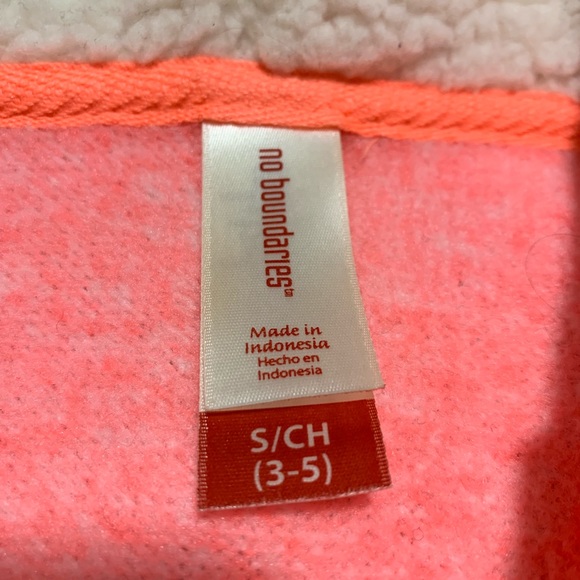 no boundaries
Made in
Indonesia
Hecho en
Indonesia
S/CH
(3-5)